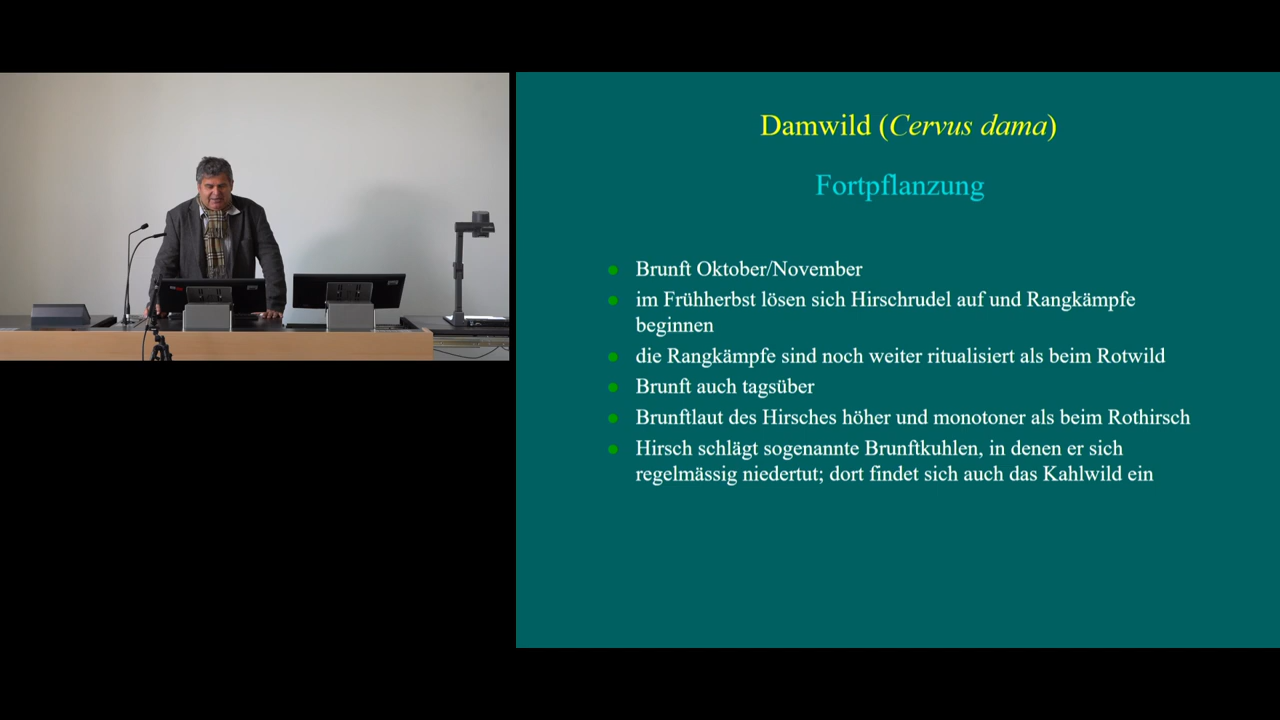 Damwild (Cervus dama)
Fortpflanzung
Brunft Oktober/November
im Frühherbst lösen sich Hirschrudel auf und Rangkämpfe
beginnen
die Rangkämpfe sind noch weiter ritualisiert als beim Rotwild
Brunft auch tagsüber
Brunftlaut des Hirsches höher und monotoner als beim Rothirsch
Hirsch schlägt sogenannte Brunftkuhlen, in denen er sich
regelmässig niedertut; dort findet sich auch das Kahlwild ein